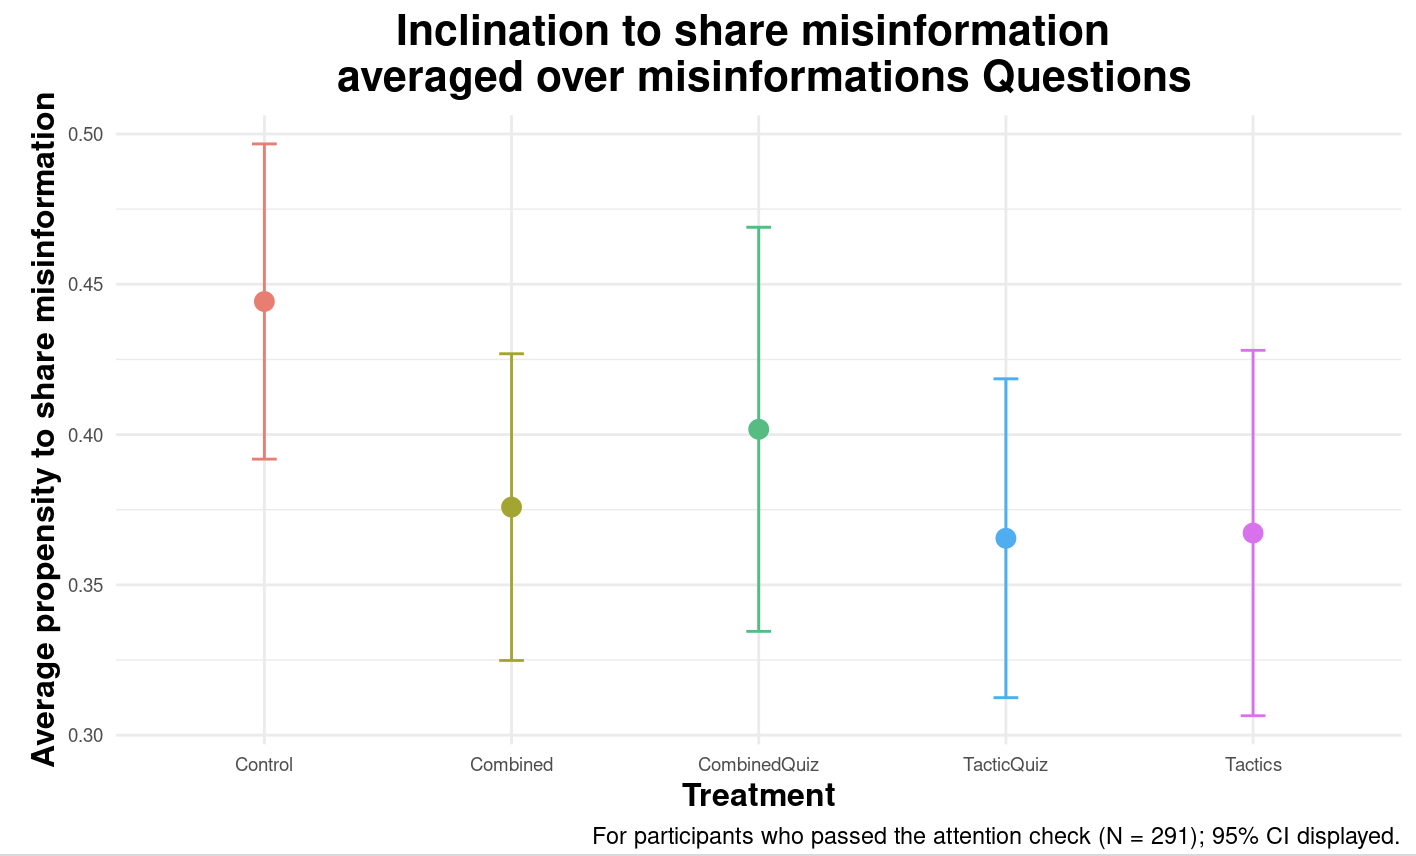 Inclination to share misinformation
averaged over misinformations Questions
Average propensity to share misinformation
0.50
0.45
0.40
0.35
0.30
Control
Combined
CombinedQuiz
TacticQuiz
Tactics
Treatment
For participants who passed the attention check (N = 291); 95% CI displayed.